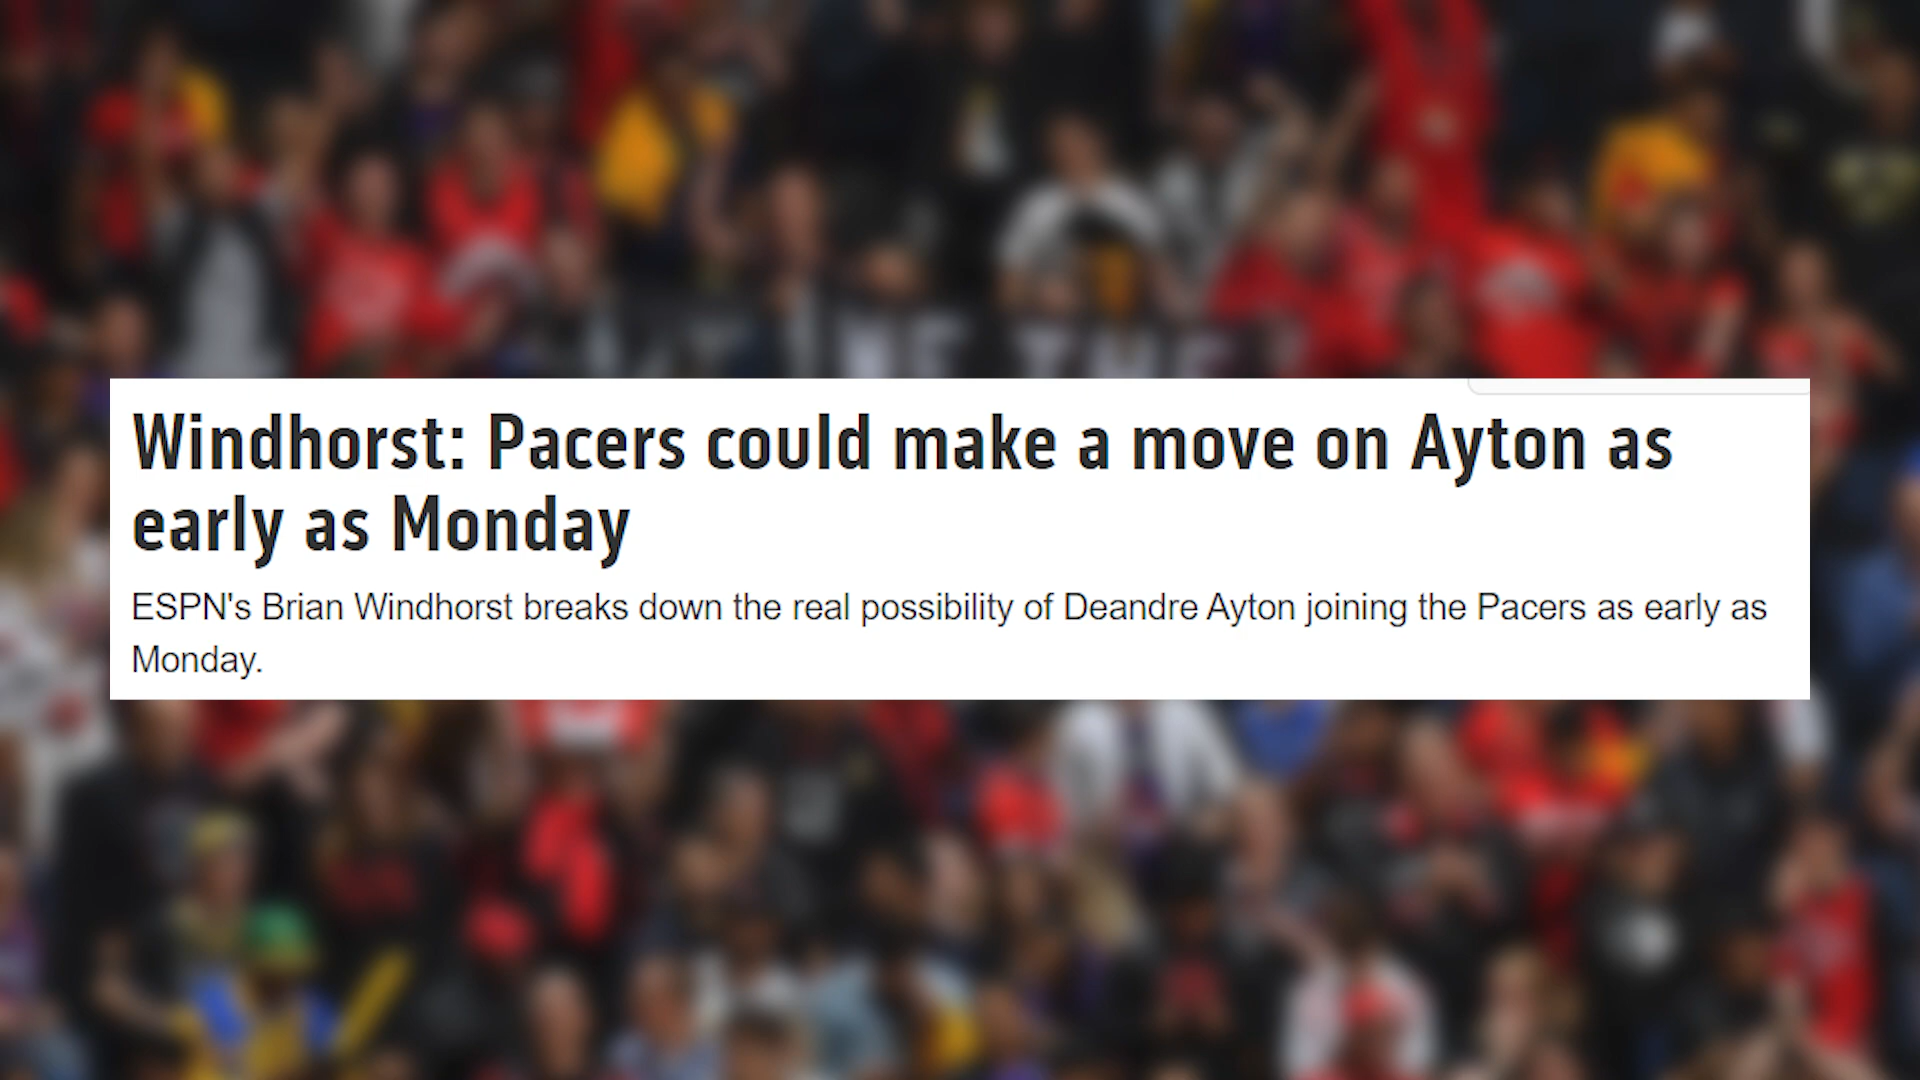 Windhorst: Pacers could make a move on Ayton as
early as Monday
ESPN's Brian Windhorst breaks down the real possibility of Deandre Ayton joining the Pacers as early as
Monday.